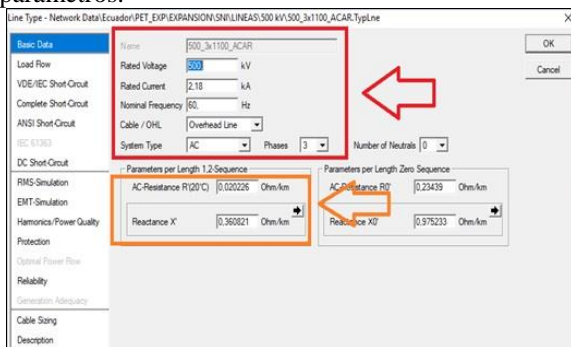 parámetros.
Line Type - Network Data\Ecuador\PET_EXP\EXPANSION\SNI\LINEAS\500 kV\500_3x1100_ACAR.TypLne
X
Basic Data
Load Flow
VDE/IEC Short-Circuit
Complete Short-Circuit
ANSI Short-Circuit
IEC 61363
DC Short-Circuit
RMS-Simulation
EMT-Simulation
Harmonics/Power Quality
Protection
Optimal Power Flow
Reliability
Generation Adequacy
Cable Sizing
Description
Name 500_3x1100_ACAR
Rated Voltage 500. kV
Rated Current 2,18 kA
Nominal Frequency 60. Hz
Cable / OHL Overhead Line
System Type AC Phases 3 Number of Neutrals 0
Parameters per Length 1,2-Sequence
AC-Resistance R'(20°C) 0,020226 Ohm/km
Reactance X' 0,360821 Ohm/km
Parameters per Length Zero Sequence
AC-Resistance R0' 0,23439 Ohm/km
Reactance X0' 0,975233 Ohm/km
OK
Cancel